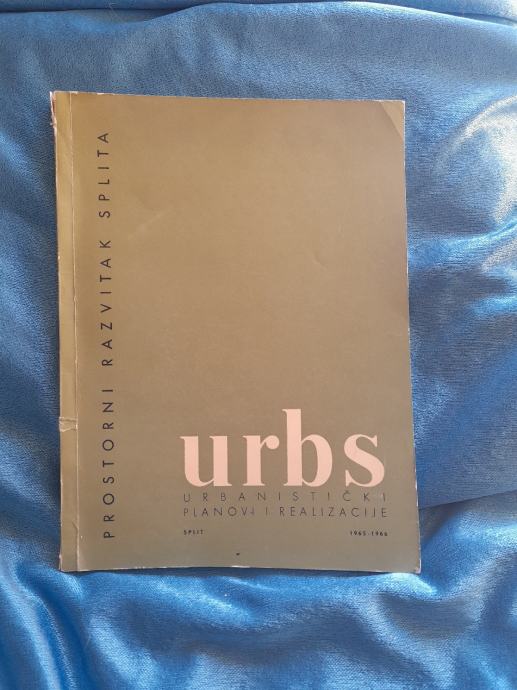 PROSTORNI RAZVITAK SPLITA
urbs
URBANISTIČKI
PLANOVI I REALIZACIJE
SPLIT 1965-1966